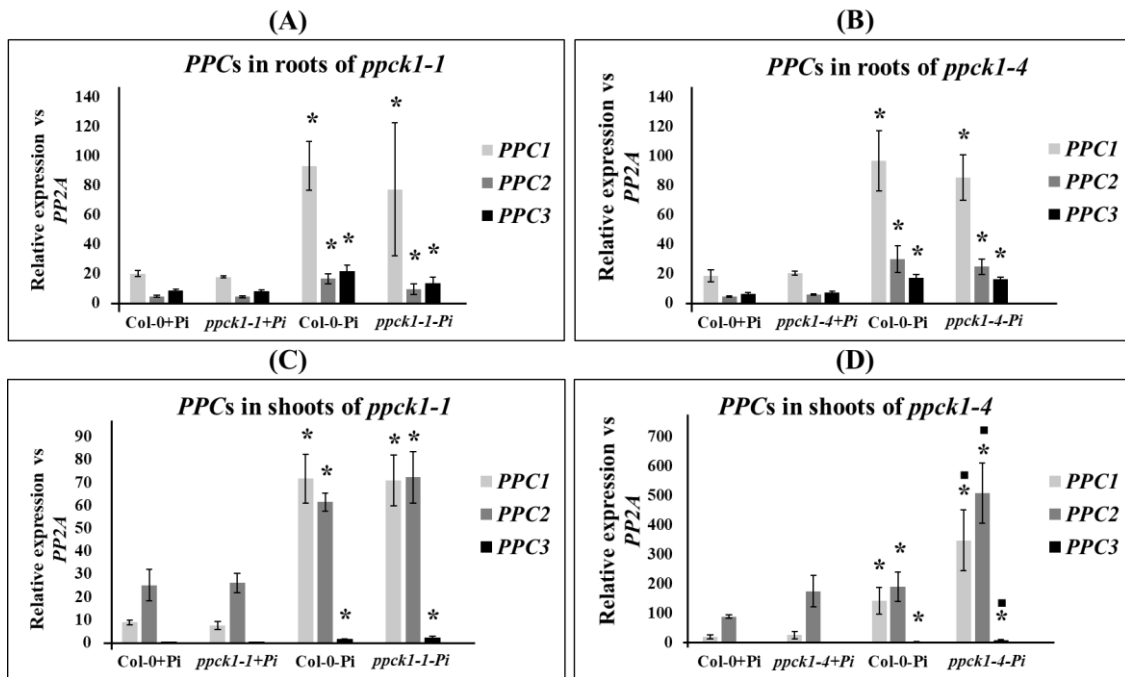 (A)
PPCs in roots of ppck1-1
Relative expression vs
PP2A
140
120
100
80
60
40
20
0
* * * * * *
Col-0+Pi ppck1-1+Pi Col-0-Pi ppck1-1-Pi
PPC1
PPC2
PPC3
(B)
PPCs in roots of ppck1-4
Relative expression vs
PP2A
140
120
100
80
60
40
20
0
* * * * * *
Col-0+Pi ppck1-4+Pi Col-0-Pi ppck1-4-Pi
PPC1
PPC2
PPC3
(C)
PPCs in shoots of ppck1-1
Relative expression vs
PP2A
90
80
70
60
50
40
30
20
10
0
* * * * * *
Col-0+Pi ppck1-1+Pi Col-0-Pi ppck1-1-Pi
PPC1
PPC2
PPC3
(D)
PPCs in shoots of ppck1-4
Relative expression vs
PP2A
700
600
500
400
300
200
100
0
* * * ■* ■* ■*
Col-0+Pi ppck1-4+Pi Col-0-Pi ppck1-4-Pi
PPC1
PPC2
PPC3